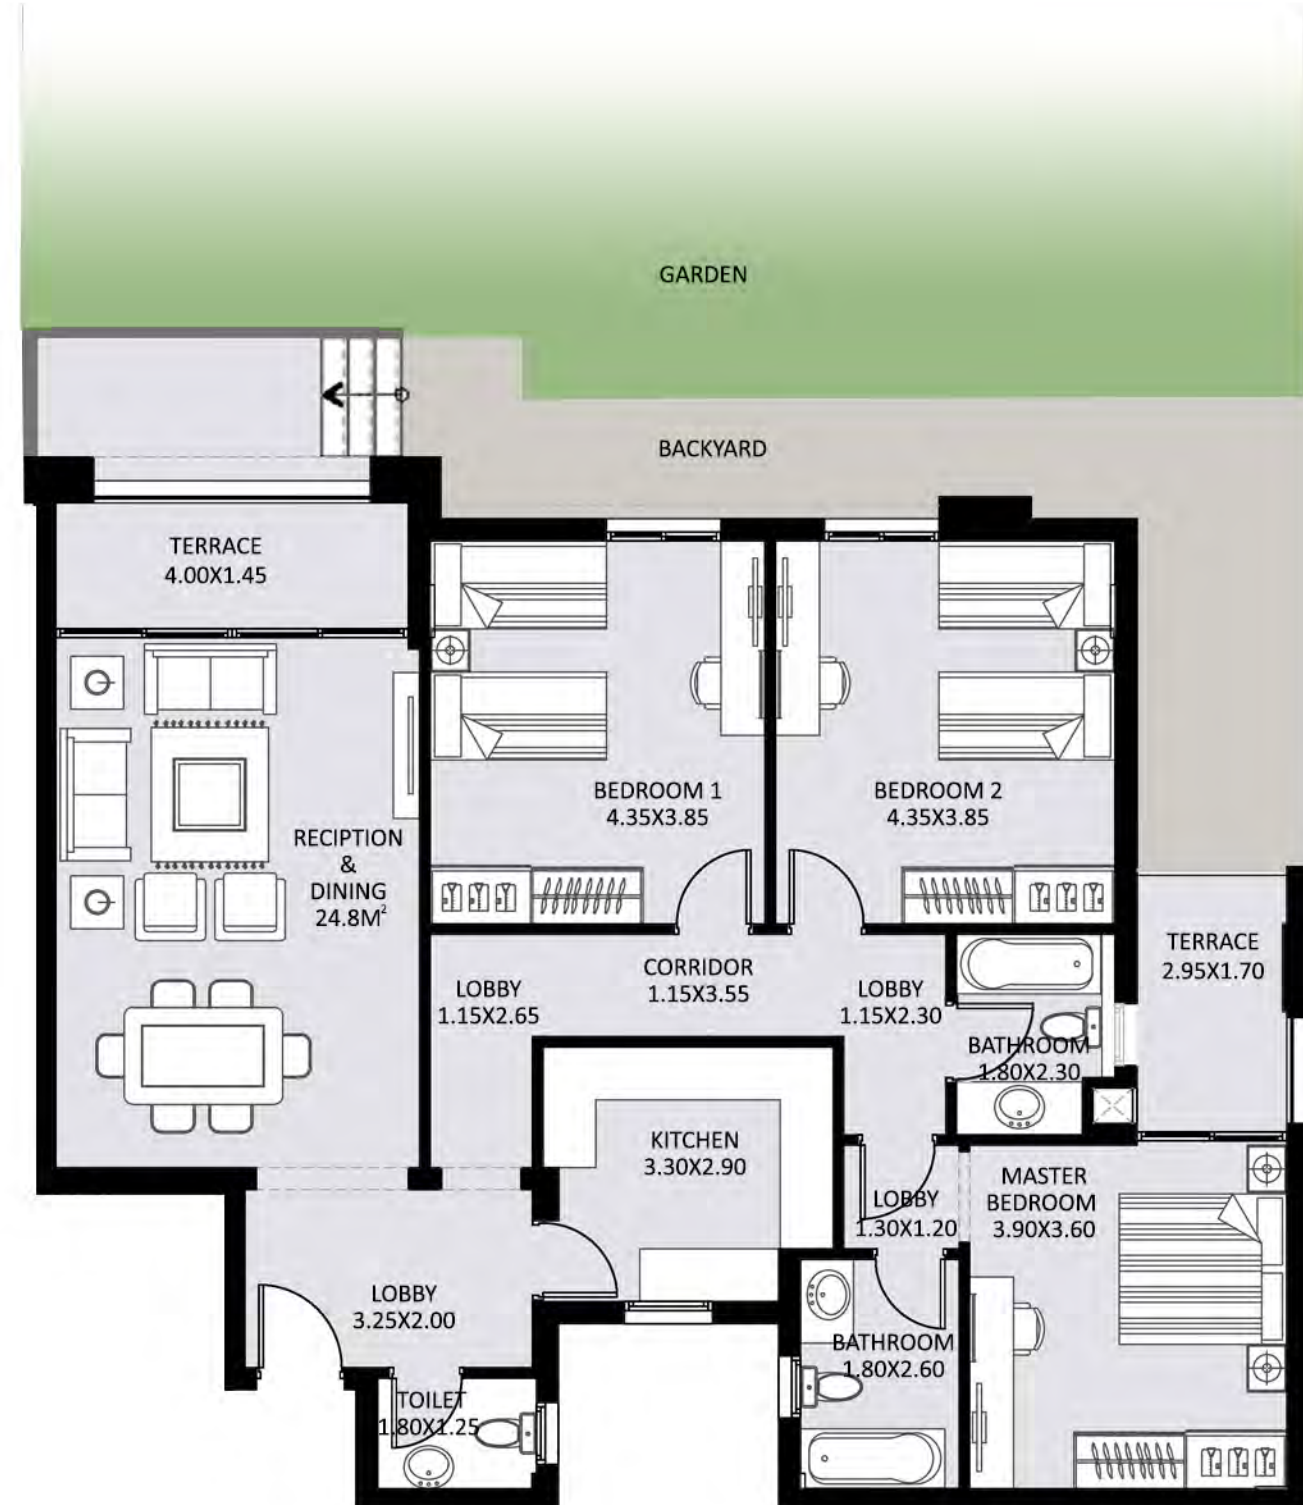 GARDEN
BACKYARD
TERRACE
4.00X1.45
BEDROOM 1
4.35X3.85
BEDROOM 2
4.35X3.85
RECIPTION
&
DINING
24.8M²
TERRACE
2.95X1.70
CORRIDOR
1.15X3.55
LOBBY
1.15X2.65
LOBBY
1.15X2.30
BATHROOM
1.80X2.30
KITCHEN
3.30X2.90
MASTER
BEDROOM
3.90X3.60
LOBBY
1.30X1.20
LOBBY
3.25X2.00
BATHROOM
1.80X2.60
TOILET
1.80X1.25